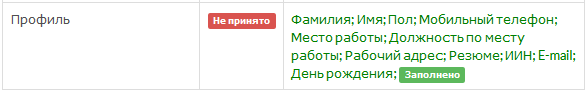 Профиль
Не принято
Фамилия; Имя; Пол; Мобильный телефон;
Место работы; Должность по месту
работы; Рабочий адрес; Резюме; ИИН; E-mail;
День рождения; Заполнено